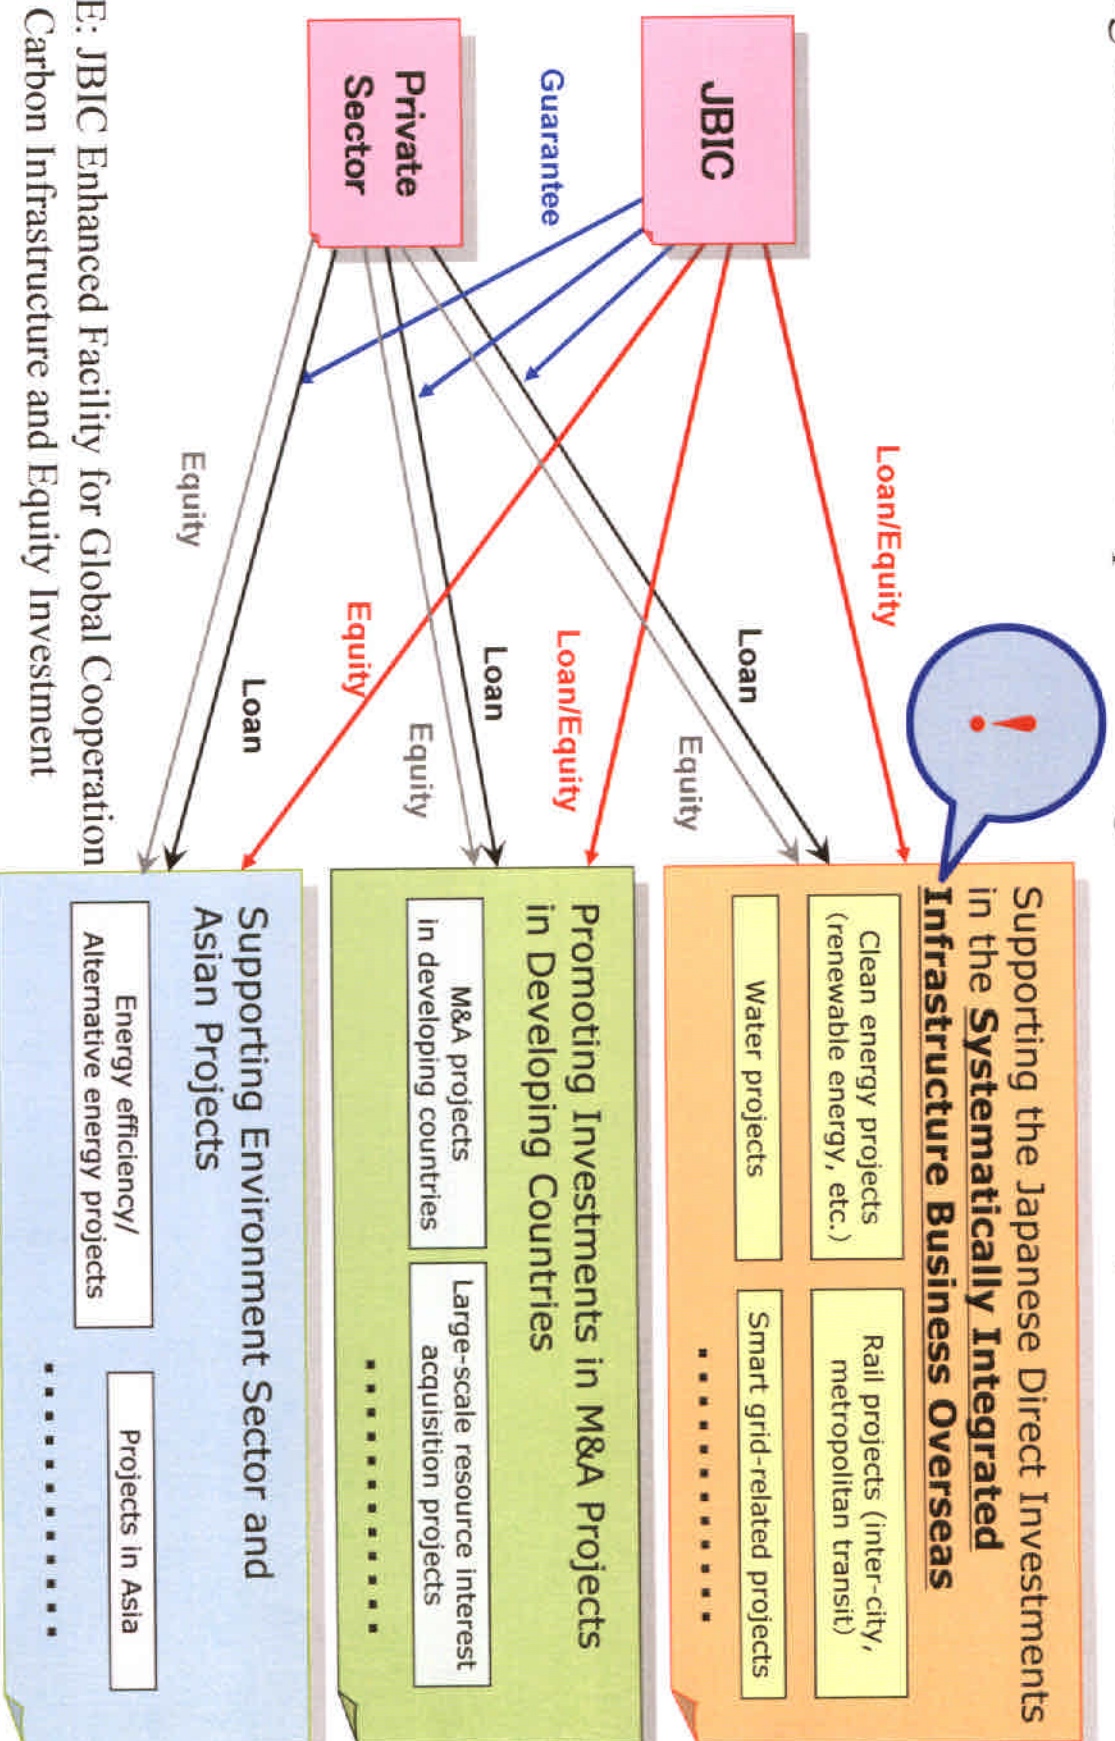 JBIC
Private
Sector
Guarantee
Loan/Equity
Loan
Equity
Loan/Equity
Loan
Equity
Equity
Loan
Equity
!
Supporting the Japanese Direct Investments
in the Systematically Integrated
Infrastructure Business Overseas
Clean energy projects
(renewable energy, etc.)
Rail projects (inter-city,
metropolitan transit)
Water projects
Smart grid-related projects
Promoting Investments in M&A Projects
in Developing Countries
M&A projects
in developing countries
Large-scale resource interest
acquisition projects
Supporting Environment Sector and
Asian Projects
Energy efficiency/
Alternative energy projects
Projects in Asia
E: JBIC Enhanced Facility for Global Cooperation
Carbon Infrastructure and Equity Investment